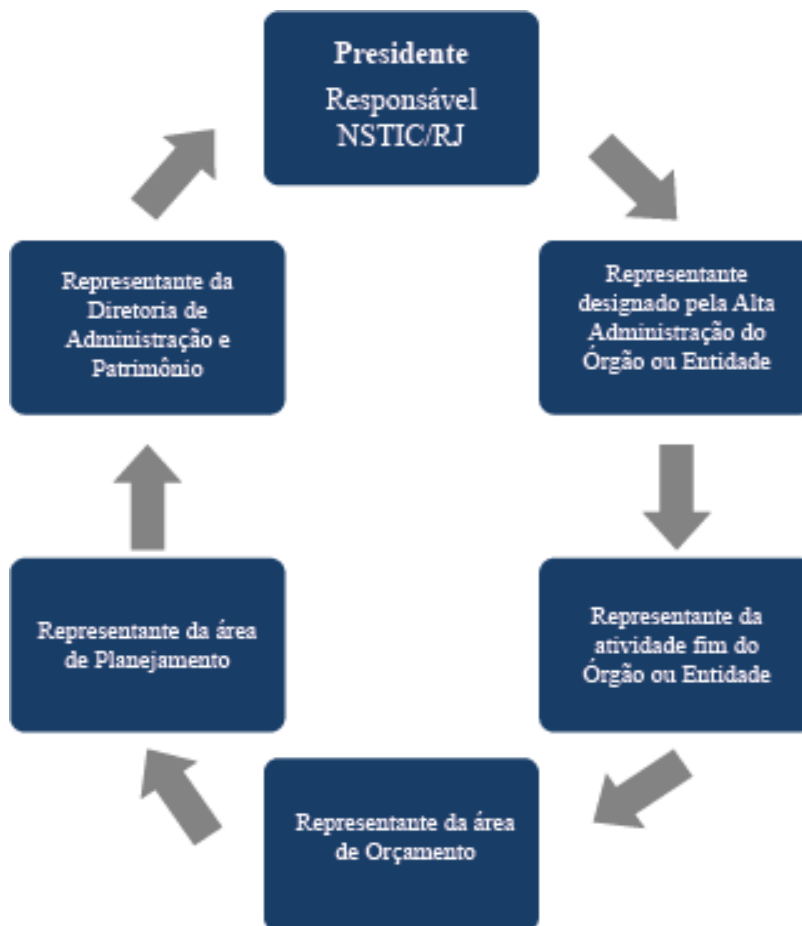 Presidente
Responsável
NSTIC/RJ
Representante
designado pela Alta
Administração do
Órgão ou Entidade
Representante da
atividade fim do
Órgão ou Entidade
Representante da área
de Orçamento
Representante da área
de Planejamento
Representante da
Diretoria de
Administração e
Patrimônio